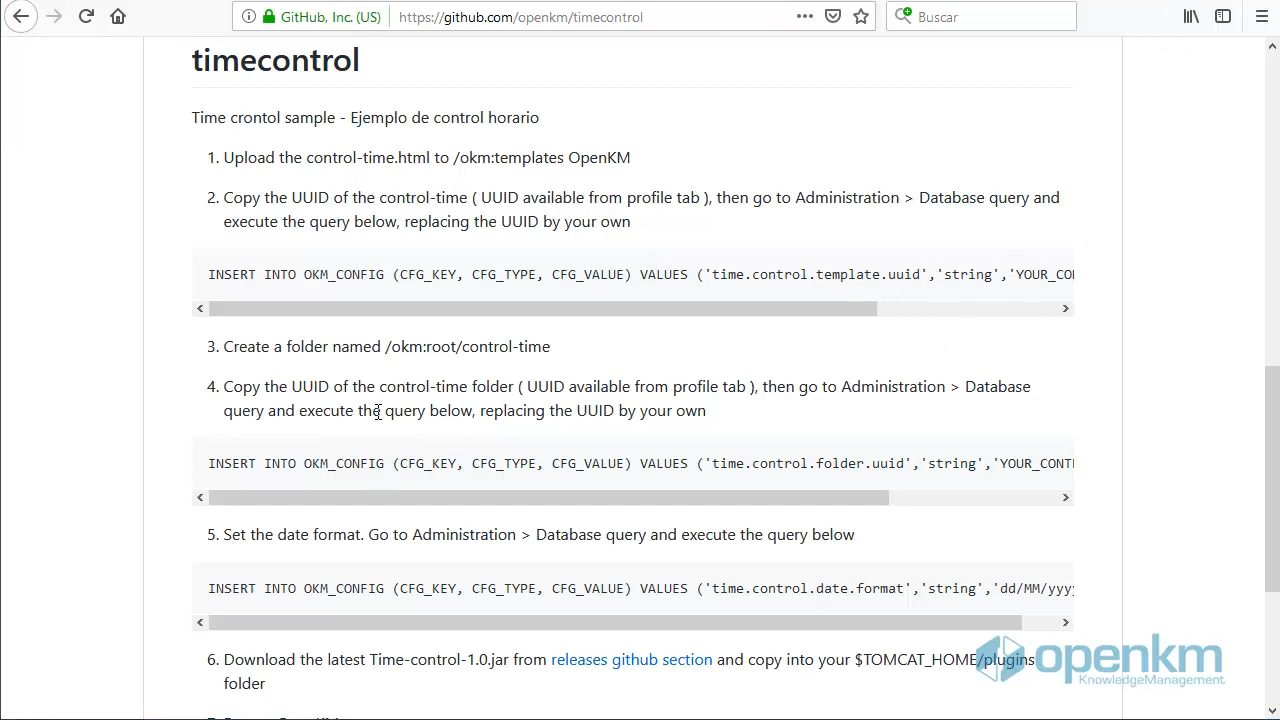 GitHub, Inc. (US)
https://github.com/openkm/timecontrol
Buscar
timecontrol
Time crontol sample - Ejemplo de control horario
1. Upload the control-time.html to /okm:templates OpenKM
2. Copy the UUID of the control-time ( UUID available from profile tab ), then go to Administration > Database query and
execute the query below, replacing the UUID by your own
INSERT INTO OKM_CONFIG (CFG_KEY, CFG_TYPE, CFG_VALUE) VALUES ('time.control.template.uuid','string','YOUR_CO
3. Create a folder named /okm:root/control-time
4. Copy the UUID of the control-time folder ( UUID available from profile tab ), then go to Administration > Database
query and execute the query below, replacing the UUID by your own
INSERT INTO OKM_CONFIG (CFG_KEY, CFG_TYPE, CFG_VALUE) VALUES ('time.control.folder.uuid','string','YOUR_CONT
5. Set the date format. Go to Administration > Database query and execute the query below
INSERT INTO OKM_CONFIG (CFG_KEY, CFG_TYPE, CFG_VALUE) VALUES ('time.control.date.format','string','dd/MM/yyyy
6. Download the latest Time-control-1.0.jar from releases github section and copy into your $TOMCAT_HOME/plugins
folder
openkm
KnowledgeManagement